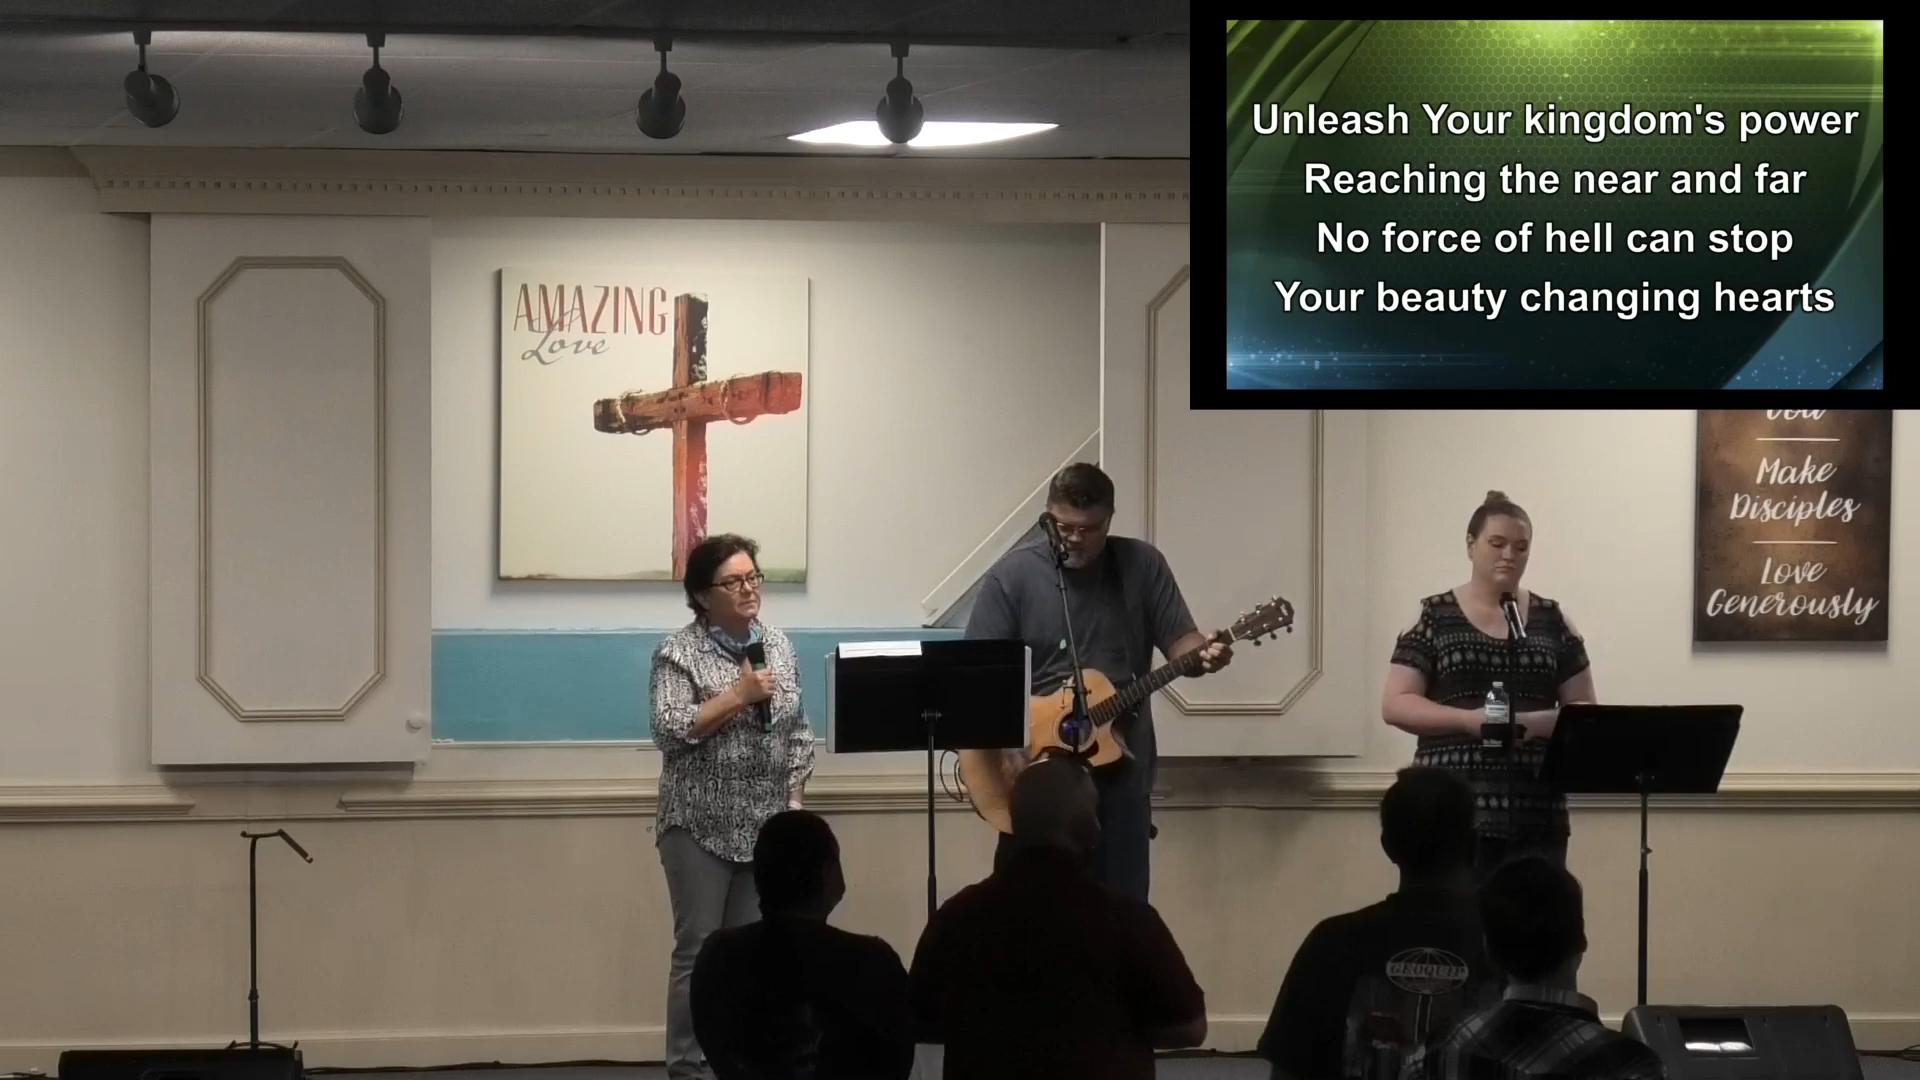 Unleash Your kingdom's power
Reaching the near and far
No force of hell can stop
Your beauty changing hearts
AMAZING
Love
Make
Disciples
Love
Generously
GEOQUIP